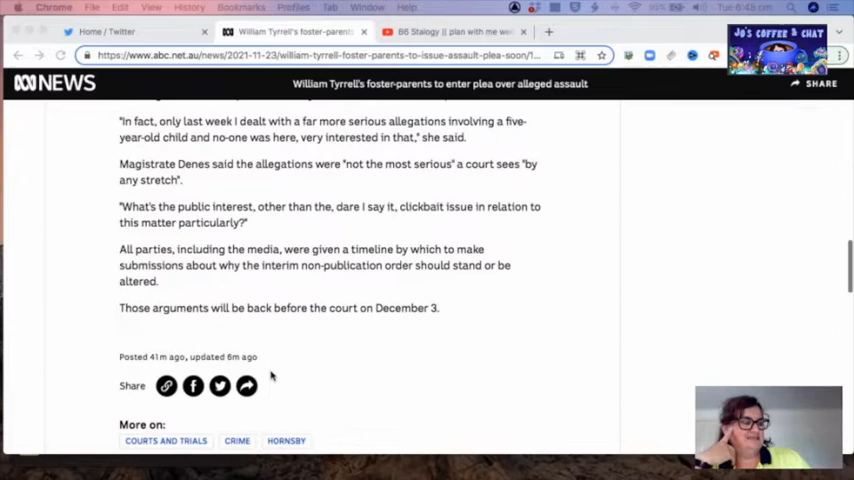 Chrome File Edit View History Bookmarks Profiles Tab Window Help
Tue 6:48 pm
Home / Twitter
William Tyrrell's foster-parents
B6 Stalogy || plan with me we
https://www.abc.net.au/news/2021-11-23/william-tyrrell-foster-parents-to-issue-assault-plea-soon/1...
JD's COFFEE & CHAT
NEWS
William Tyrrell's foster-parents to enter plea over alleged assault
SHARE
"In fact, only last week I dealt with a far more serious allegations involving a five-
year-old child and no-one was here, very interested in that," she said.
Magistrate Denes said the allegations were "not the most serious" a court sees "by
any stretch".
"What's the public interest, other than the, dare I say it, clickbait issue in relation to
this matter particularly?"
All parties, including the media, were given a timeline by which to make
submissions about why the interim non-publication order should stand or be
altered.
Those arguments will be back before the court on December 3.
Posted 41m ago, updated 6m ago
Share
More on:
COURTS AND TRIALS CRIME HORNSBY